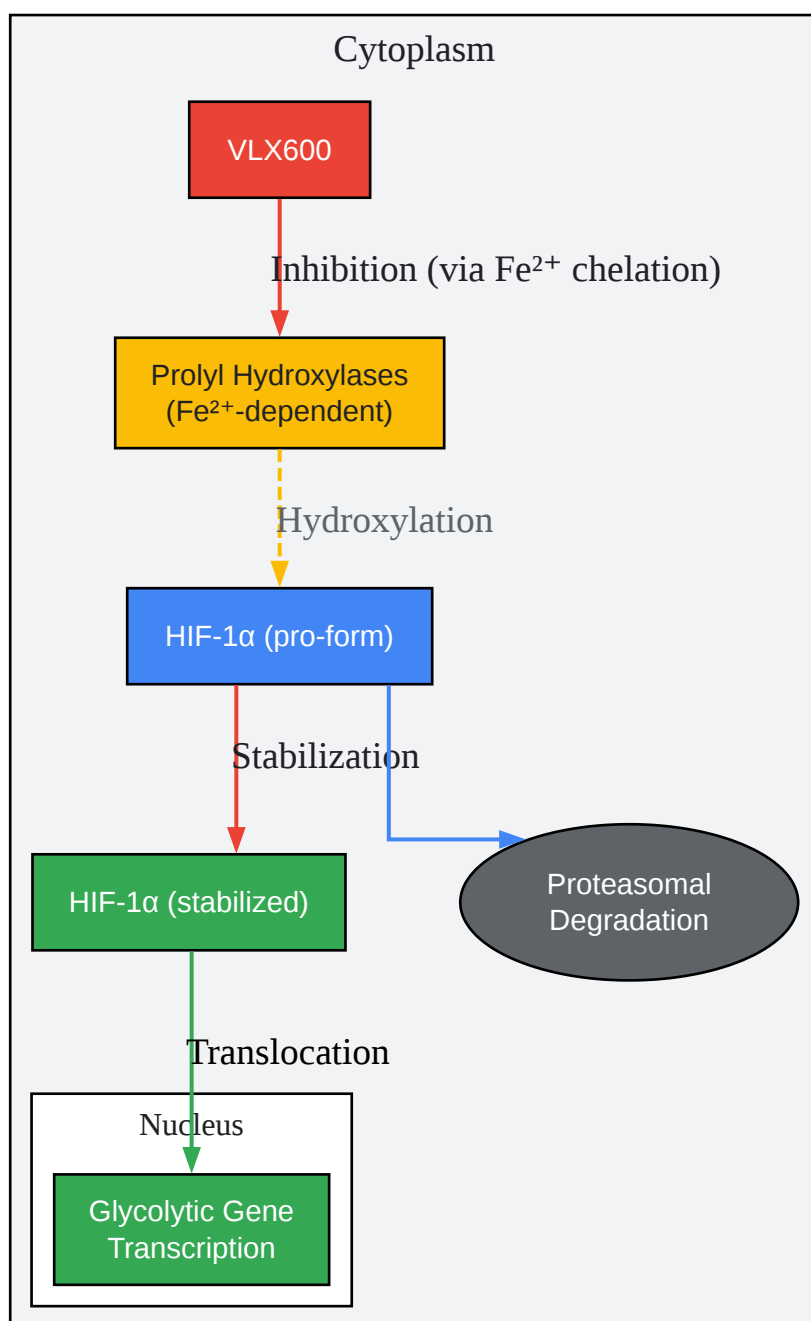 Cytoplasm
VLX600
Inhibition (via Fe²⁺ chelation)
Prolyl Hydroxylases
(Fe²⁺-dependent)
Hydroxylation
HIF-1α (pro-form)
Stabilization
HIF-1α (stabilized)
Proteasomal
Degradation
Translocation
Nucleus
Glycolytic Gene
Transcription